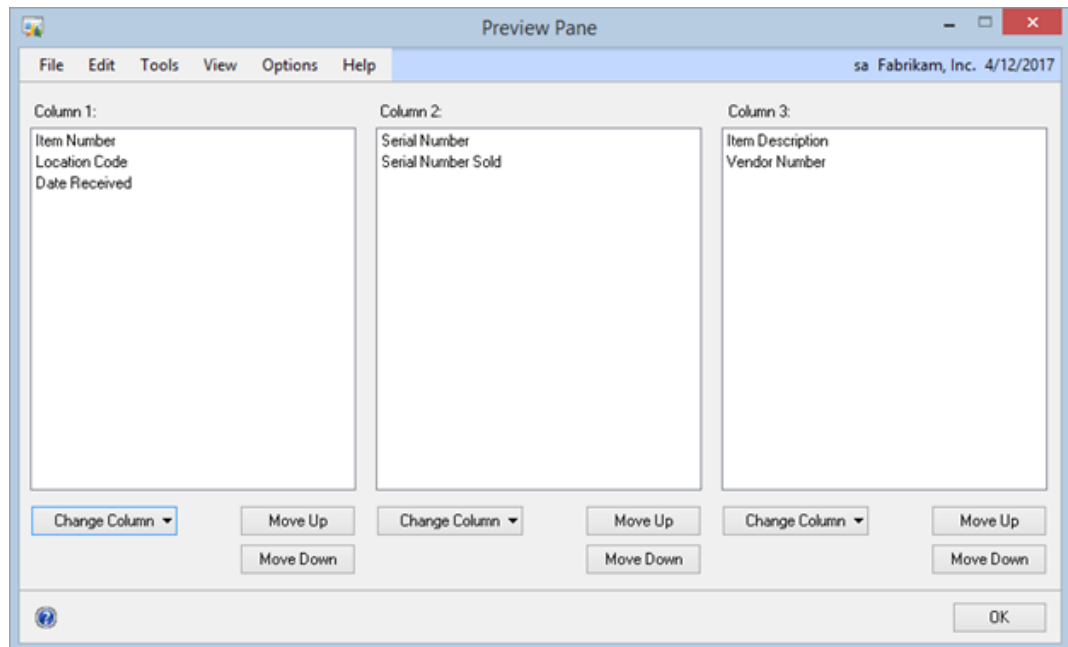 Preview Pane
File Edit Tools View Options Help sa Fabrikam, Inc. 4/12/2017
Column 1: Column 2: Column 3:
Item Number Serial Number Item Description
Location Code Serial Number Sold Vendor Number
Date Received
Change Column Move Up Change Column Move Up Change Column Move Up
Move Down Move Down Move Down
OK